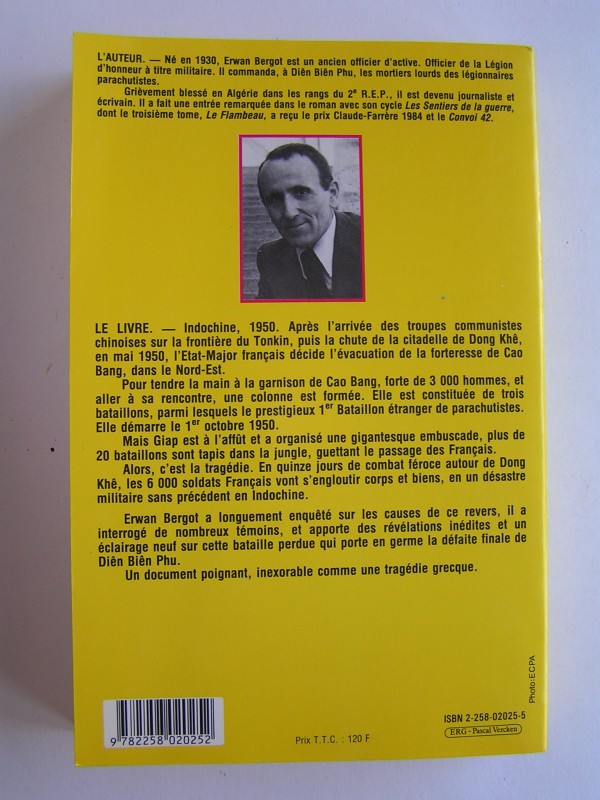 L'AUTEUR. — Né en 1930, Erwan Bergot est un ancien officier d'active. Officier de la Légion
d'honneur à titre militaire. Il commanda, à Diên Biên Phu, les mortiers lourds des légionnaires
parachutistes.
Grièvement blessé en Algérie dans les rangs du 2e R.E.P., il est devenu journaliste et
écrivain. Il a fait une entrée remarquée dans le roman avec son cycle Les Sentiers de la guerre,
dont le troisième tome, Le Flambeau, a reçu le prix Claude-Farrère 1984 et le Convoi 42.
LE LIVRE. — Indochine, 1950. Après l'arrivée des troupes communistes
chinoises sur la frontière du Tonkin, puis la chute de la citadelle de Dong Khê,
en mai 1950, l'Etat-Major français décide l'évacuation de la forteresse de Cao
Bang, dans le Nord-Est.
Pour tendre la main à la garnison de Cao Bang, forte de 3 000 hommes, et
aller à sa rencontre, une colonne est formée. Elle est constituée de trois
bataillons, parmi lesquels le prestigieux 1er Bataillon étranger de parachutistes.
Elle démarre le 1er octobre 1950.
Mais Giap est à l'affût et a organisé une gigantesque embuscade, plus de
20 bataillons sont tapis dans la jungle, guettant le passage des Français.
Alors, c'est la tragédie. En quinze jours de combat féroce autour de Dong
Khê, les 6 000 soldats Français vont s'engloutir corps et biens, en un désastre
militaire sans précédent en Indochine.
Erwan Bergot a longuement enquêté sur les causes de ce revers, il a
interrogé de nombreux témoins, et apporte des révélations inédites et un
éclairage neuf sur cette bataille perdue qui porte en germe la défaite finale de
Diên Biên Phu.
Un document poignant, inexorable comme une tragédie grecque.
Photo: ECPA
ISBN 2-258-02025-5
ERG - Pascal Vercken
9 782258 020252
Prix T.T.C. : 120 F